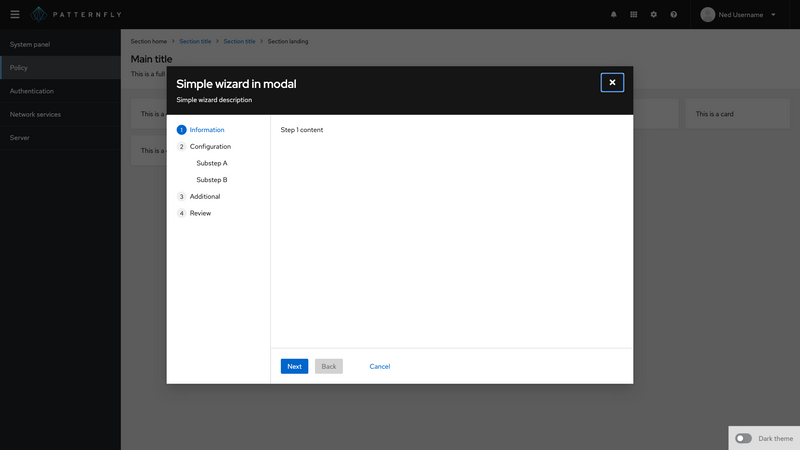 PATTERNFLY
Ned Username
System panel
Policy
Authentication
Network services
Server
Section home
Section title
Section title
Section landing
Main title
This is a full
This is a
This is a card
This is a
Simple wizard in modal
Simple wizard description
1 Information
2 Configuration
Substep A
Substep B
3 Additional
4 Review
Step 1 content
Next
Back
Cancel
Dark theme